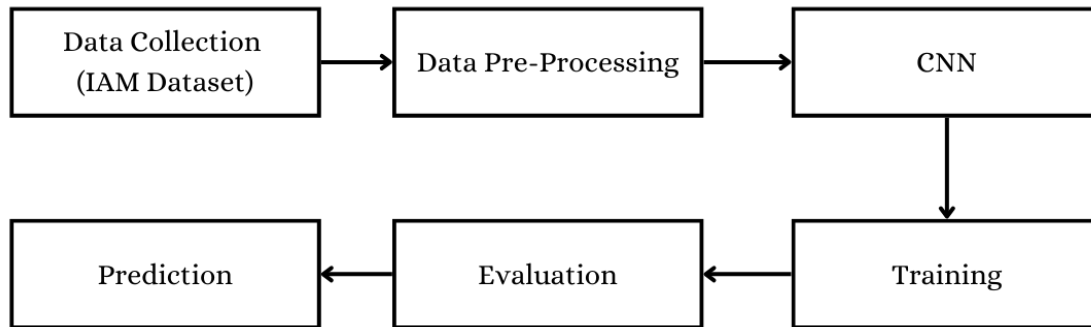 Data Collection
(IAM Dataset)
Data Pre-Processing
CNN
Training
Evaluation
Prediction